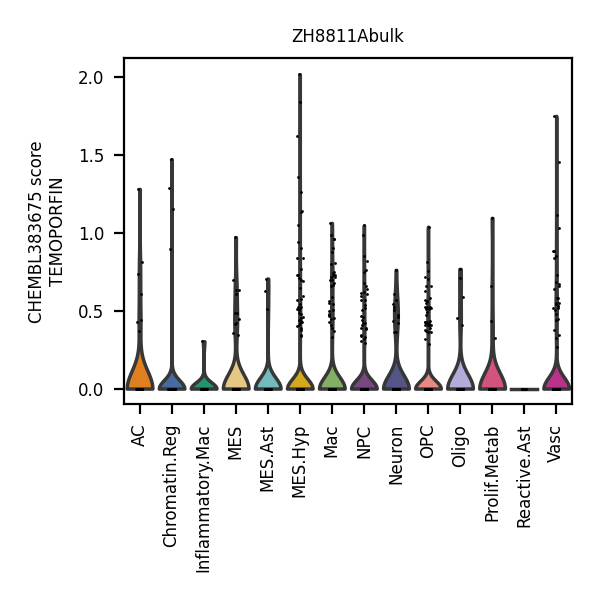 ZH8811Abulk
CHEMBL383675 score
TEMOPORFIN
2.0
1.5
1.0
0.5
0.0
AC
Chromatin.Reg
Inflammatory.Mac
MES
MES.Ast
MES.Hyp
Mac
NPC
Neuron
OPC
Oligo
Prolif.Metab
Reactive.Ast
Vasc